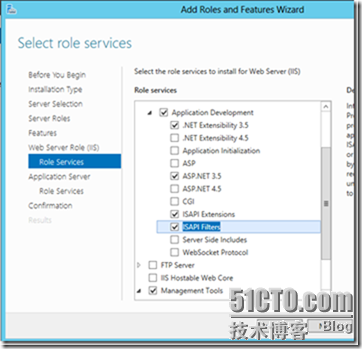 Add Roles and Features Wizard
Select role services
Before You Begin
Installation Type
Server Selection
Server Roles
Features
Web Server Role (IIS)
Role Services
Application Server
Role Services
Confirmation
Results
Select the role services to install for Web Server (IIS)
Role services
Application Development
.NET Extensibility 3.5
.NET Extensibility 4.5
Application Initialization
ASP
ASP.NET 3.5
ASP.NET 4.5
CGI
ISAPI Extensions
ISAPI Filters
Server Side Includes
WebSocket Protocol
FTP Server
IIS Hostable Web Core
Management Tools
51CTO.com
技术博客 Blog